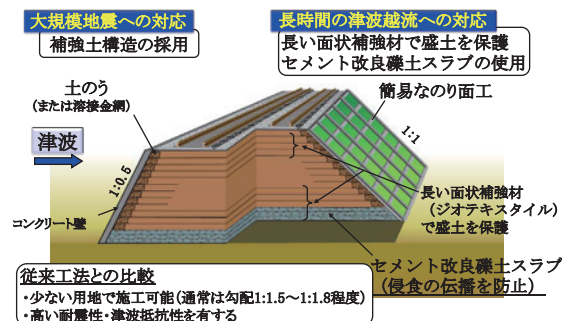 大規模地震への対応
補強土構造の採用
長時間の津波越流への対応
長い面状補強材で盛土を保護
セメント改良礫土スラブの使用
土のう
(または溶接金網)
簡易なのり面工
津波
1:0.5
1:1
コンクリート壁
長い面状補強材
(ジオテキスタイル)
で盛土を保護
セメント改良礫土スラブ
(侵食の伝播を防止)
従来工法との比較
・少ない用地で施工可能(通常は勾配1:1.5～1:1.8程度)
・高い耐震性・津波抵抗性を有する